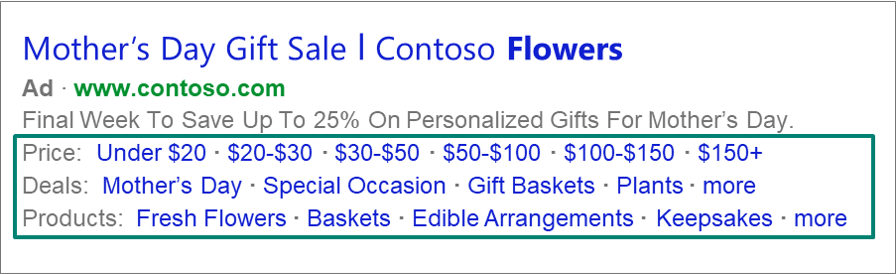 Mother's Day Gift Sale | Contoso Flowers
Ad · www.contoso.com
Final Week To Save Up To 25% On Personalized Gifts For Mother's Day.
Price: Under $20 · $20-$30 · $30-$50 · $50-$100 · $100-$150 · $150+
Deals: Mother's Day · Special Occasion · Gift Baskets · Plants · more
Products: Fresh Flowers · Baskets · Edible Arrangements · Keepsakes · more